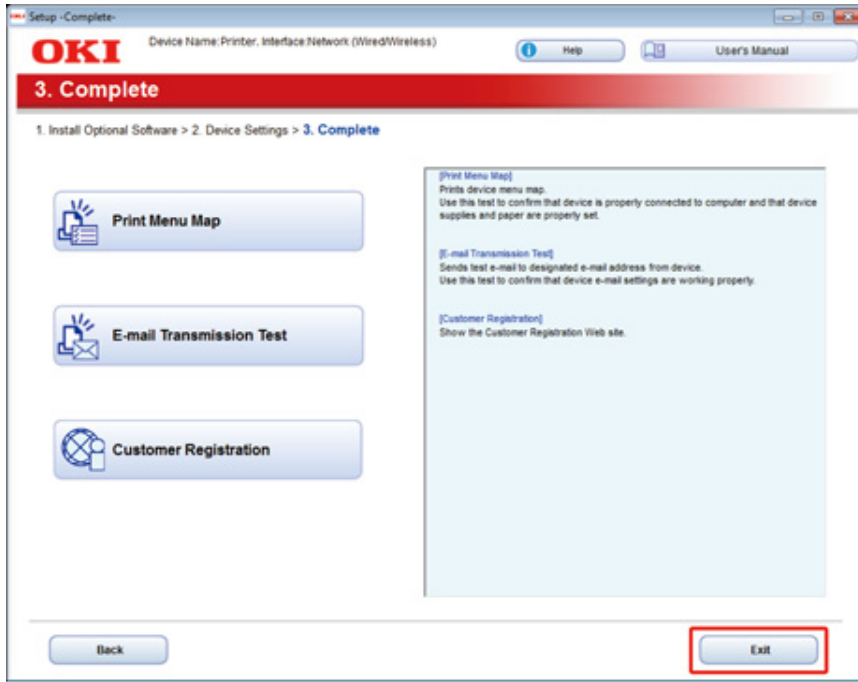 Setup -Complete-
OKI
Device Name:Printer, Interface:Network (Wired/Wireless)
Help
User's Manual
3. Complete
1. Install Optional Software > 2. Device Settings > 3. Complete
Print Menu Map
E-mail Transmission Test
Customer Registration
[Print Menu Map]
Prints device menu map.
Use this test to confirm that device is properly connected to computer and that device
supplies and paper are properly set.
[E-mail Transmission Test]
Sends test e-mail to designated e-mail address from device.
Use this test to confirm that device e-mail settings are working properly.
[Customer Registration]
Show the Customer Registration Web site.
Back
Exit